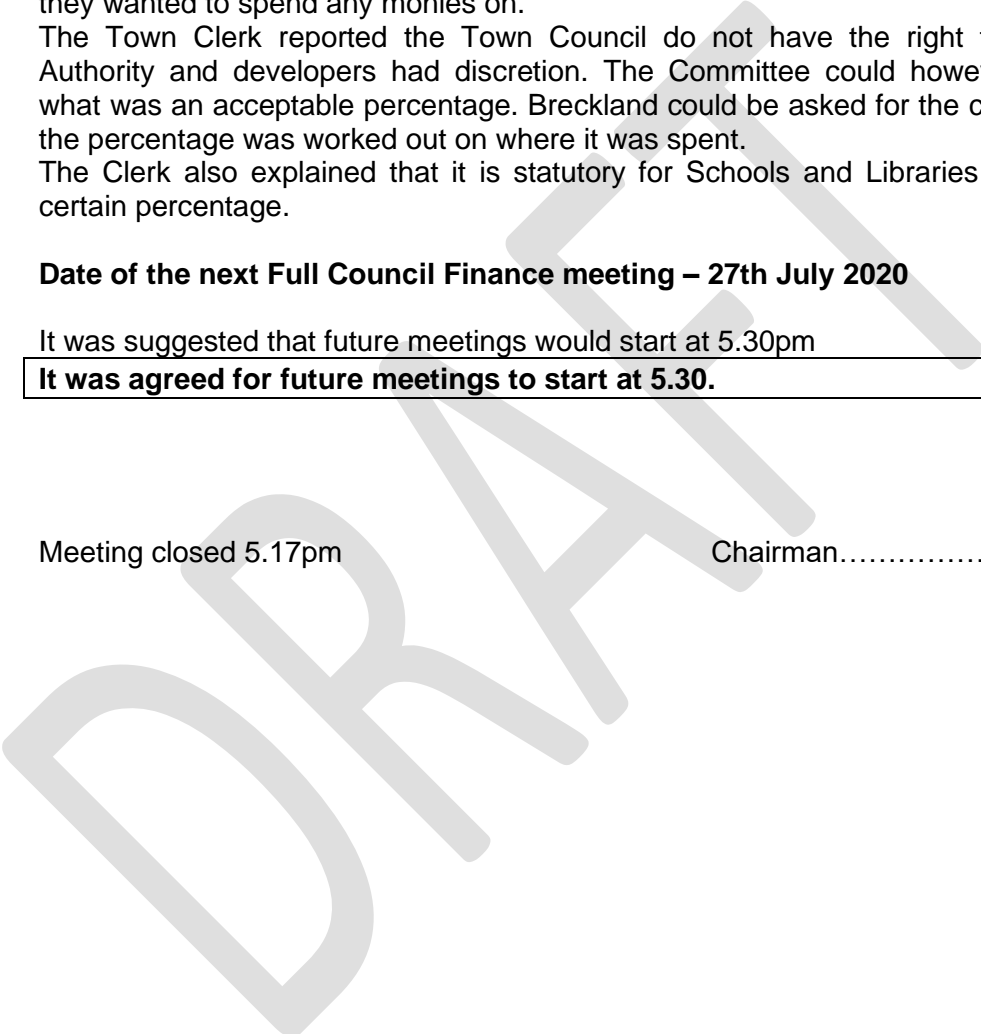 they wanted to spend any monies on.
The Town Clerk reported the Town Council do not have the right
Authority and developers had discretion. The Committee could
what was an acceptable percentage. Breckland could be asked for the
the percentage was worked out on where it was spent.
The Clerk also explained that it is statutory for Schools and Libraries
certain percentage.
Date of the next Full Council Finance meeting – 27th July 2020
It was suggested that future meetings would start at 5.30pm
It was agreed for future meetings to start at 5.30.
Meeting closed 5.17pm Chairman…………….
DRAFT